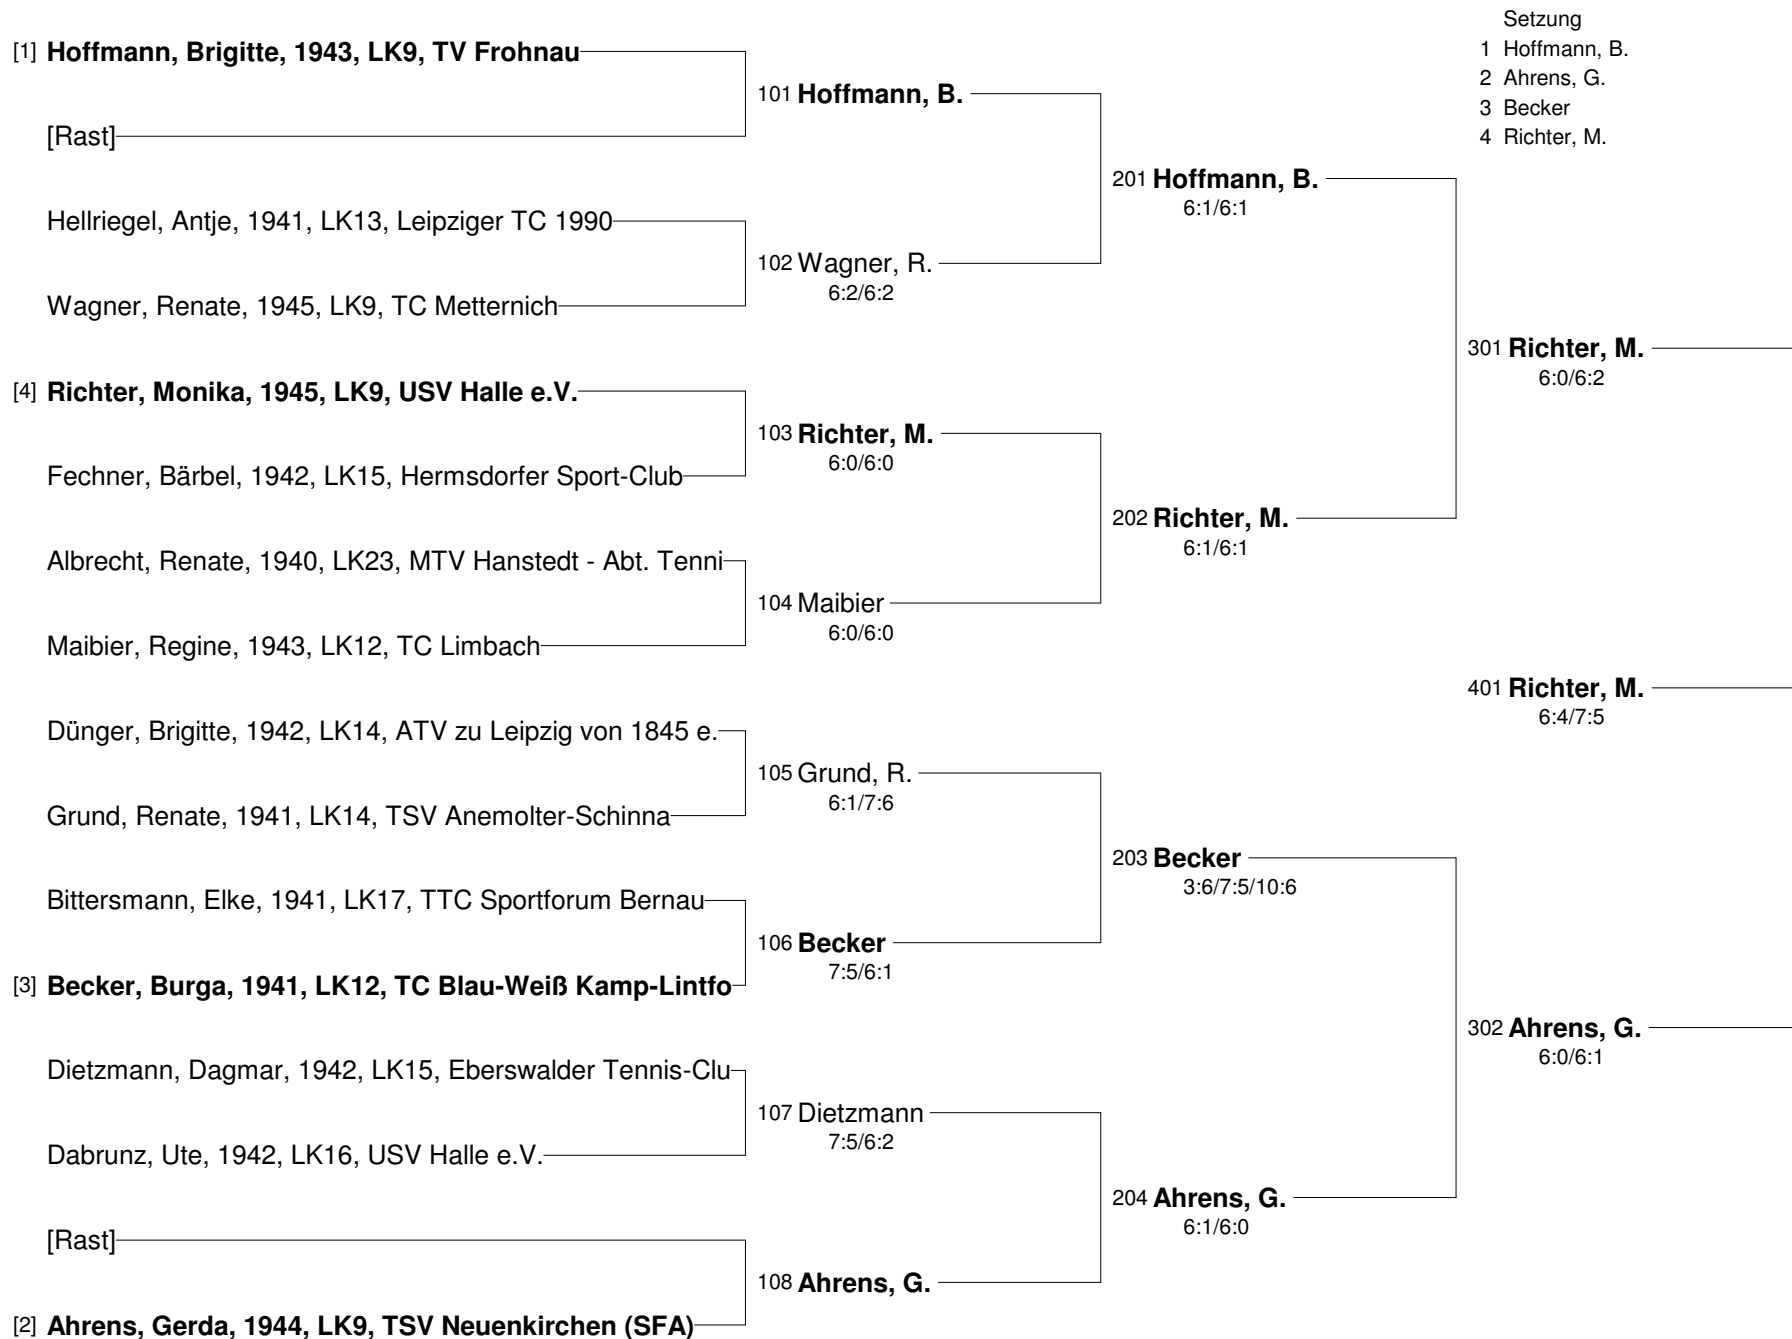 [1] Hoffmann, Brigitte, 1943, LK9, TV Frohnau
[Rast]
Hellriegel, Antje, 1941, LK13, Leipziger TC 1990
Wagner, Renate, 1945, LK9, TC Metternich
[4] Richter, Monika, 1945, LK9, USV Halle e.V.
Fechner, Bärbel, 1942, LK15, Hermsdorfer Sport-Club
Albrecht, Renate, 1940, LK23, MTV Hanstedt - Abt. Tenni
Maibier, Regine, 1943, LK12, TC Limbach
Dünger, Brigitte, 1942, LK14, ATV zu Leipzig von 1845 e.
Grund, Renate, 1941, LK14, TSV Anemolter-Schinna
Bittersmann, Elke, 1941, LK17, TTC Sportforum Bernau
[3] Becker, Burga, 1941, LK12, TC Blau-Weiß Kamp-Lintfo
Dietzmann, Dagmar, 1942, LK15, Eberswalder Tennis-Clu
Dabrunz, Ute, 1942, LK16, USV Halle e.V.
[Rast]
[2] Ahrens, Gerda, 1944, LK9, TSV Neuenkirchen (SFA)
101 Hoffmann, B.
102 Wagner, R.
6:2/6:2
103 Richter, M.
6:0/6:0
104 Maibier
6:0/6:0
105 Grund, R.
6:1/7:6
106 Becker
7:5/6:1
107 Dietzmann
7:5/6:2
108 Ahrens, G.
201 Hoffmann, B.
6:1/6:1
202 Richter, M.
6:1/6:1
203 Becker
3:6/7:5/10:6
204 Ahrens, G.
6:1/6:0
Setzung
1 Hoffmann, B.
2 Ahrens, G.
3 Becker
4 Richter, M.
301 Richter, M.
6:0/6:2
401 Richter, M.
6:4/7:5
302 Ahrens, G.
6:0/6:1